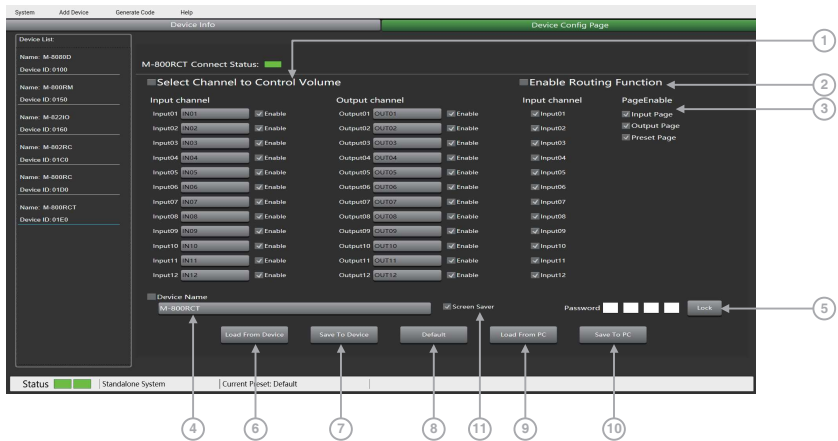 System Add Device Generate Code Help
Device Info Device Config Page
Device List:
Name: M-8080D
Device ID: 0100
Name: M-800RM
Device ID: 0150
Name: M-822IO
Device ID: 0160
Name: M-802RC
Device ID: 01C0
Name: M-800RC
Device ID: 01D0
Name: M-800RCT
Device ID: 01E0
M-800RCT Connect Status:
Select Channel to Control Volume Enable Routing Function
Input channel Output channel Input channel PageEnable
Input01 IN01 Enable Output01 OUT01 Enable Input01 Input Page
Input02 IN02 Enable Output02 OUT02 Enable Input02 Output Page
Input03 IN03 Enable Output03 OUT03 Enable Input03 Preset Page
Input04 IN04 Enable Output04 OUT04 Enable Input04
Input05 IN05 Enable Output05 OUT05 Enable Input05
Input06 IN06 Enable Output06 OUT06 Enable Input06
Input07 IN07 Enable Output07 OUT07 Enable Input07
Input08 IN08 Enable Output08 OUT08 Enable Input08
Input09 IN09 Enable Output09 OUT09 Enable Input09
Input10 IN10 Enable Output10 OUT10 Enable Input10
Input11 IN11 Enable Output11 OUT11 Enable Input11
Input12 IN12 Enable Output12 OUT12 Enable Input12
Device Name
M-800RCT Screen Saver Password Lock
Load From Device Save To Device Default Load From PC Save To PC
Status Standalone System Current Preset: Default
1
2
3
5
4 6 7 8 11 9 10